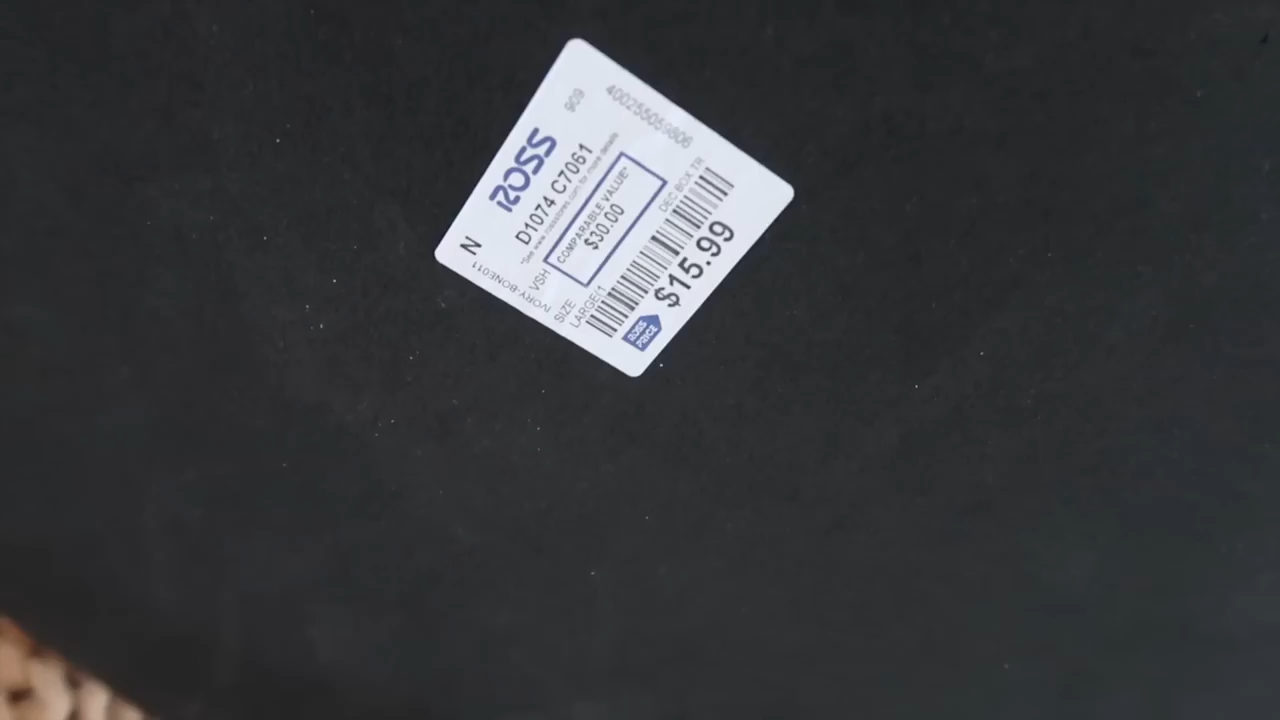 909
400255059806
ROSS
D1074 C7061
*See www.rossstores.com for more details
COMPARABLE VALUE*
$30.00
N
VSH
IVORY-BONE011
SIZE
LARGE|1
DEC BOX TR
$15.99
ROSS
PRICE